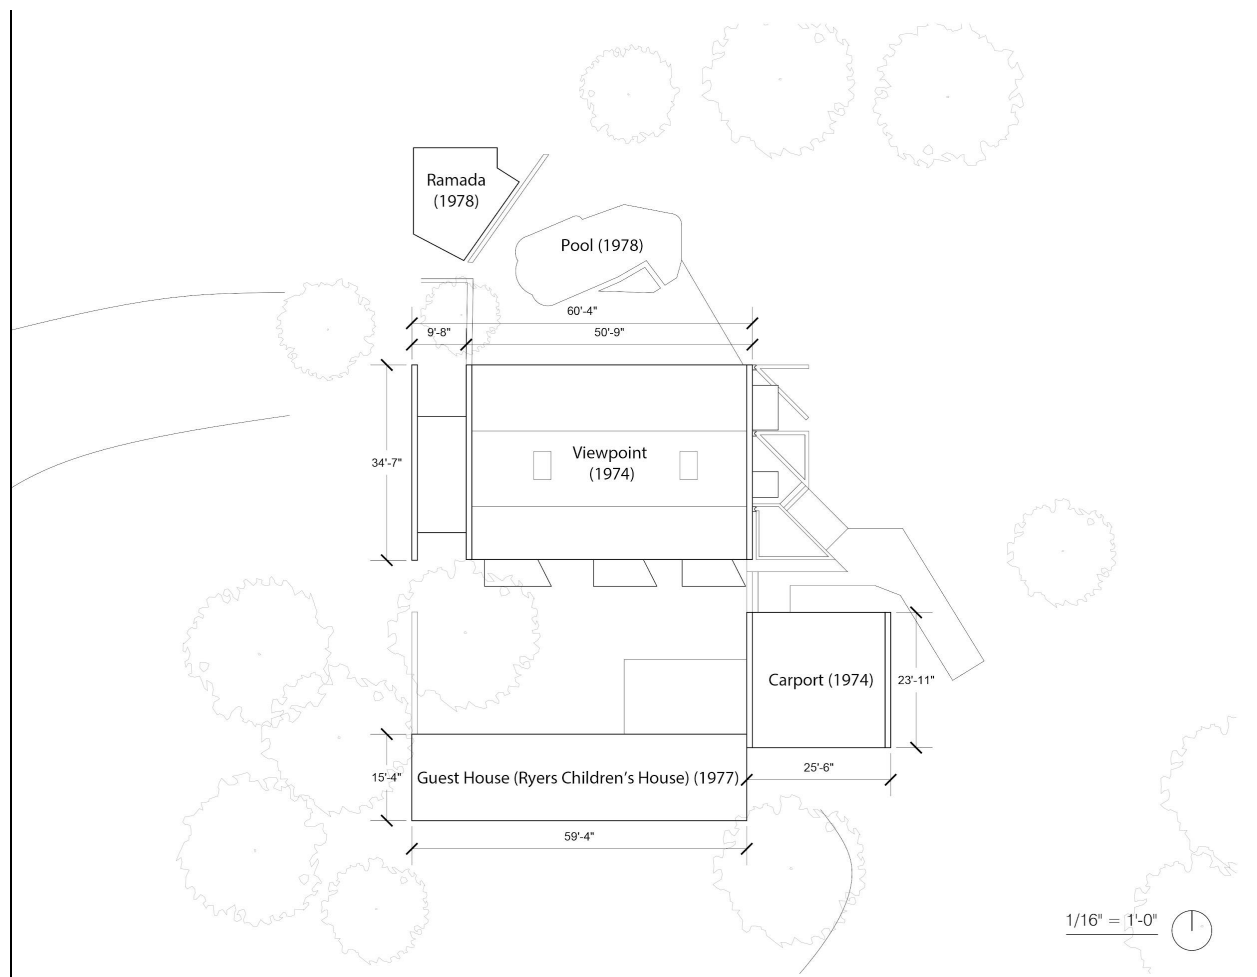 Ramada
(1978)
Pool (1978)
60'-4"
9'-8"
50'-9"
Viewpoint
(1974)
34'-7"
Carport (1974)
23'-11"
25'-6"
15'-4"
Guest House (Ryers Children’s House) (1977)
59'-4"
1/16" = 1'-0"